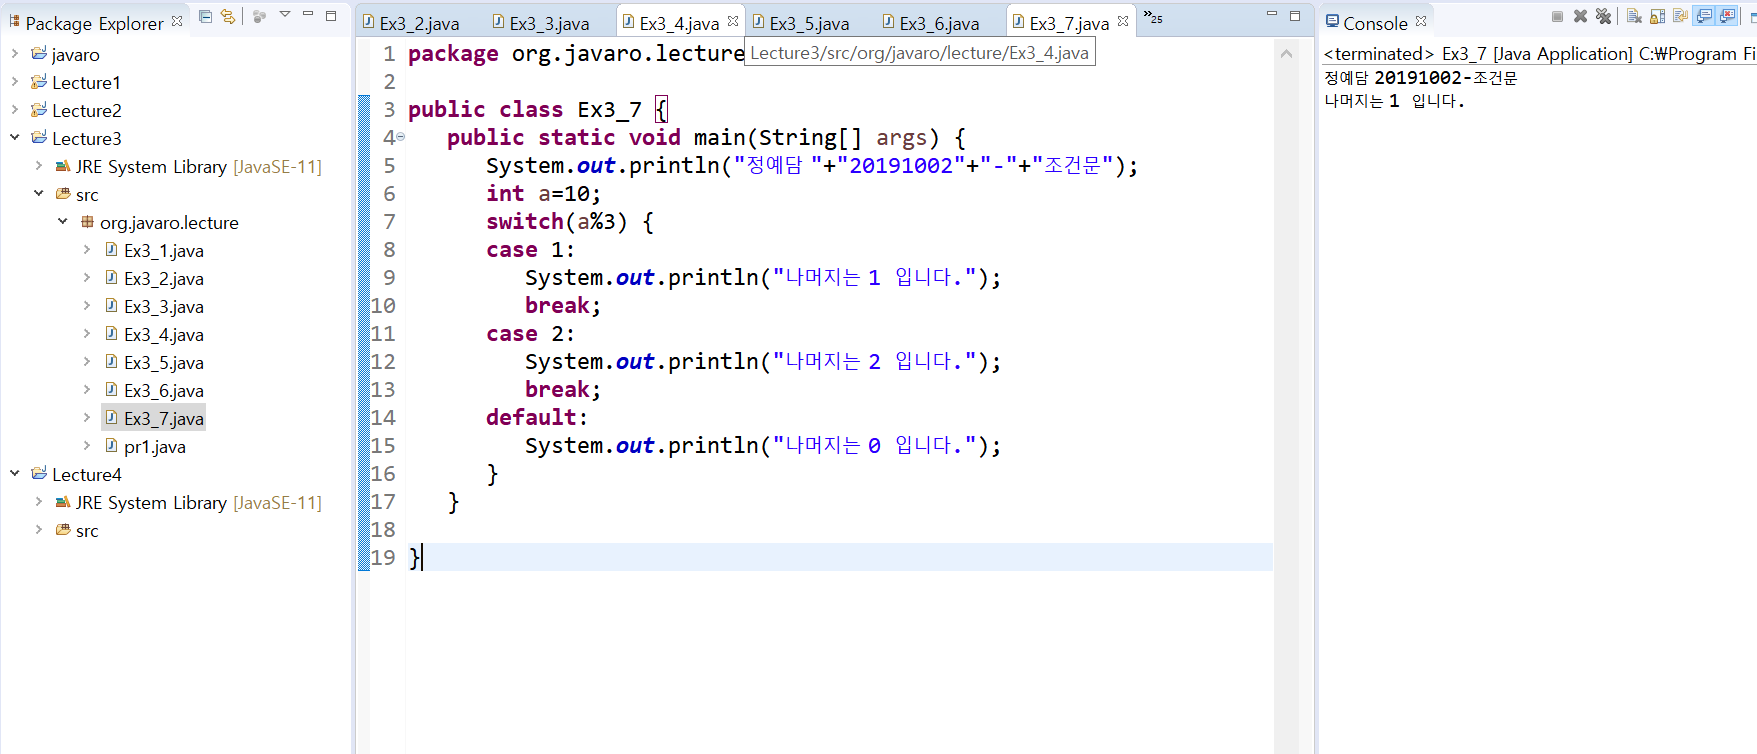 Package Explorer
javaro
Lecture1
Lecture2
Lecture3
JRE System Library [JavaSE-11]
src
org.javaro.lecture
Ex3_1.java
Ex3_2.java
Ex3_3.java
Ex3_4.java
Ex3_5.java
Ex3_6.java
Ex3_7.java
pr1.java
Lecture4
JRE System Library [JavaSE-11]
src
Ex3_2.java Ex3_3.java Ex3_4.java Ex3_5.java Ex3_6.java Ex3_7.java »25
Lecture3/src/org/javaro/lecture/Ex3_4.java
1 package org.javaro.lecture
2
3 public class Ex3_7 {
4 public static void main(String[] args) {
5 System.out.println("정예담 "+"20191002"+"-"+"조건문");
6 int a=10;
7 switch(a%3) {
8 case 1:
9 System.out.println("나머지는 1 입니다.");
10 break;
11 case 2:
12 System.out.println("나머지는 2 입니다.");
13 break;
14 default:
15 System.out.println("나머지는 0 입니다.");
16 }
17 }
18
19 }
Console
<terminated> Ex3_7 [Java Application] C:₩Program Fi
정예담 20191002-조건문
나머지는 1 입니다.